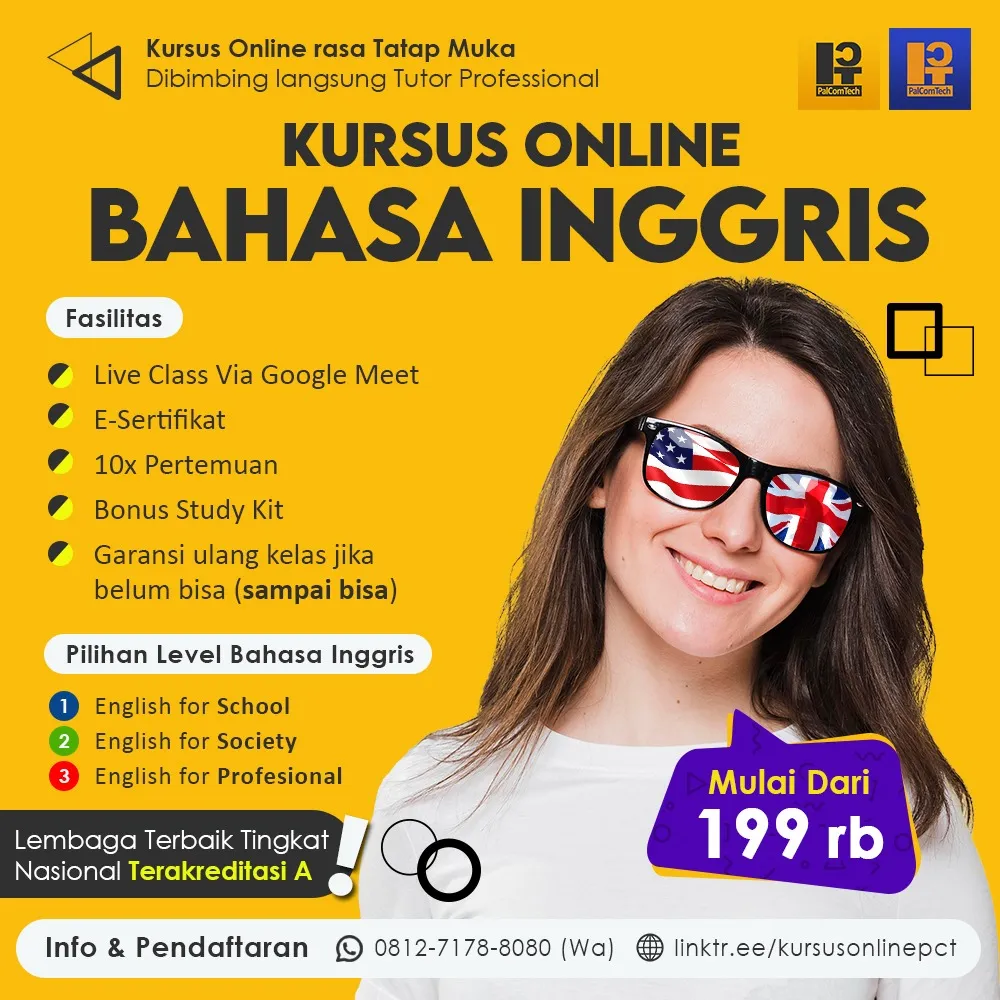 Kursus Online rasa Tatap Muka
Dibimbing langsung Tutor Professional
PalComTech
PalComTech
KURSUS ONLINE
BAHASA INGGRIS
Fasilitas
Live Class Via Google Meet
E-Sertifikat
10x Pertemuan
Bonus Study Kit
Garansi ulang kelas jika
belum bisa (sampai bisa)
Pilihan Level Bahasa Inggris
1 English for School
2 English for Society
3 English for Profesional
Mulai Dari
199 rb
Lembaga Terbaik Tingkat
Nasional Terakreditasi A !
Info & Pendaftaran 0812-7178-8080 (Wa) linktr.ee/kursusonlinepct